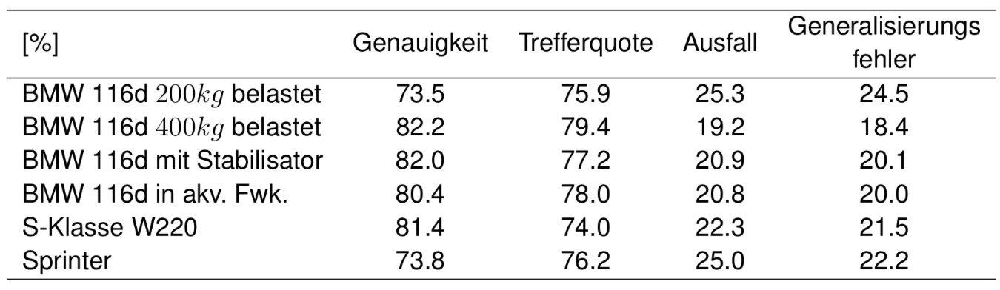 [%] Genauigkeit Trefferquote Ausfall Generalisierungs
fehler
BMW 116d 200kg belastet 73.5 75.9 25.3 24.5
BMW 116d 400kg belastet 82.2 79.4 19.2 18.4
BMW 116d mit Stabilisator 82.0 77.2 20.9 20.1
BMW 116d in akv. Fwk. 80.4 78.0 20.8 20.0
S-Klasse W220 81.4 74.0 22.3 21.5
Sprinter 73.8 76.2 25.0 22.2